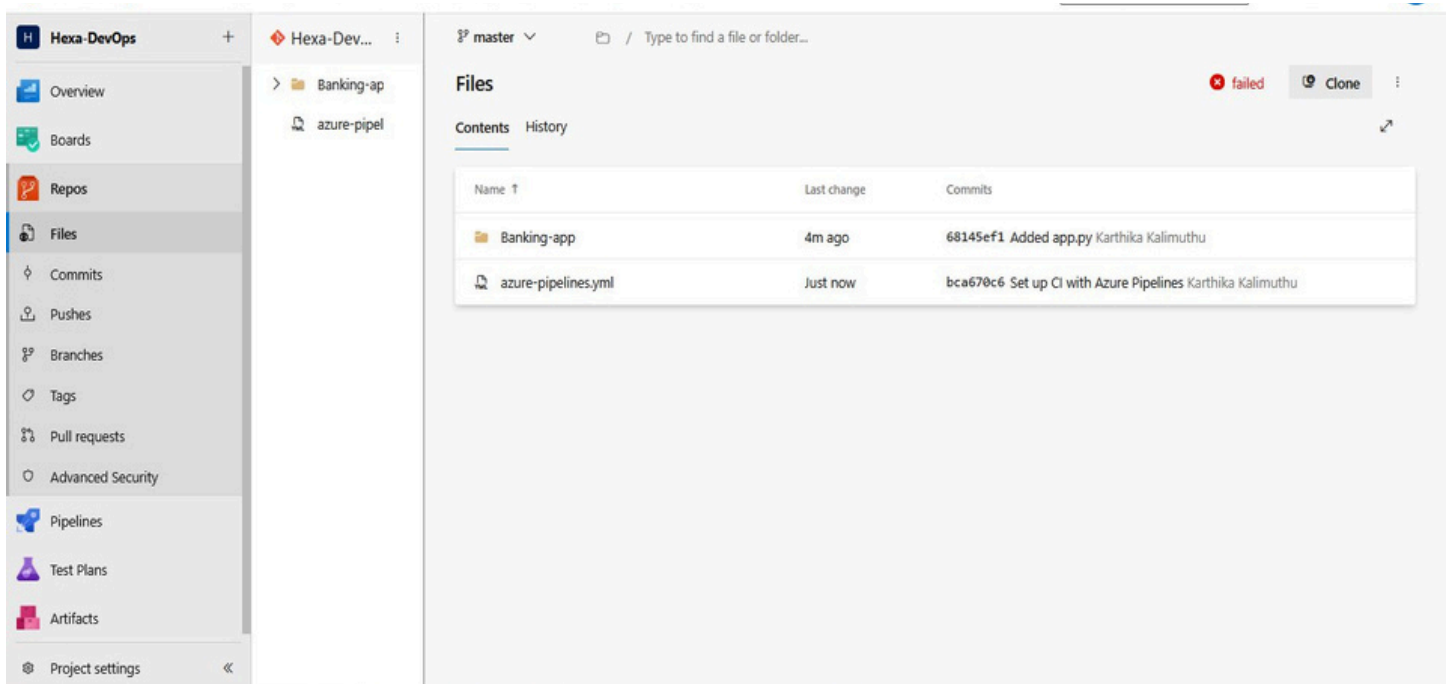 H Hexa-DevOps +
Overview
Boards
Repos
Files
Commits
Pushes
Branches
Tags
Pull requests
Advanced Security
Pipelines
Test Plans
Artifacts
Project settings «
Hexa-Dev...
Banking-ap
azure-pipel
master / Type to find a file or folder...
Files failed Clone
Contents History
Name ↑ Last change Commits
Banking-app 4m ago 68145ef1 Added app.py Karthika Kalimuthu
azure-pipelines.yml Just now bca670c6 Set up CI with Azure Pipelines Karthika Kalimuthu